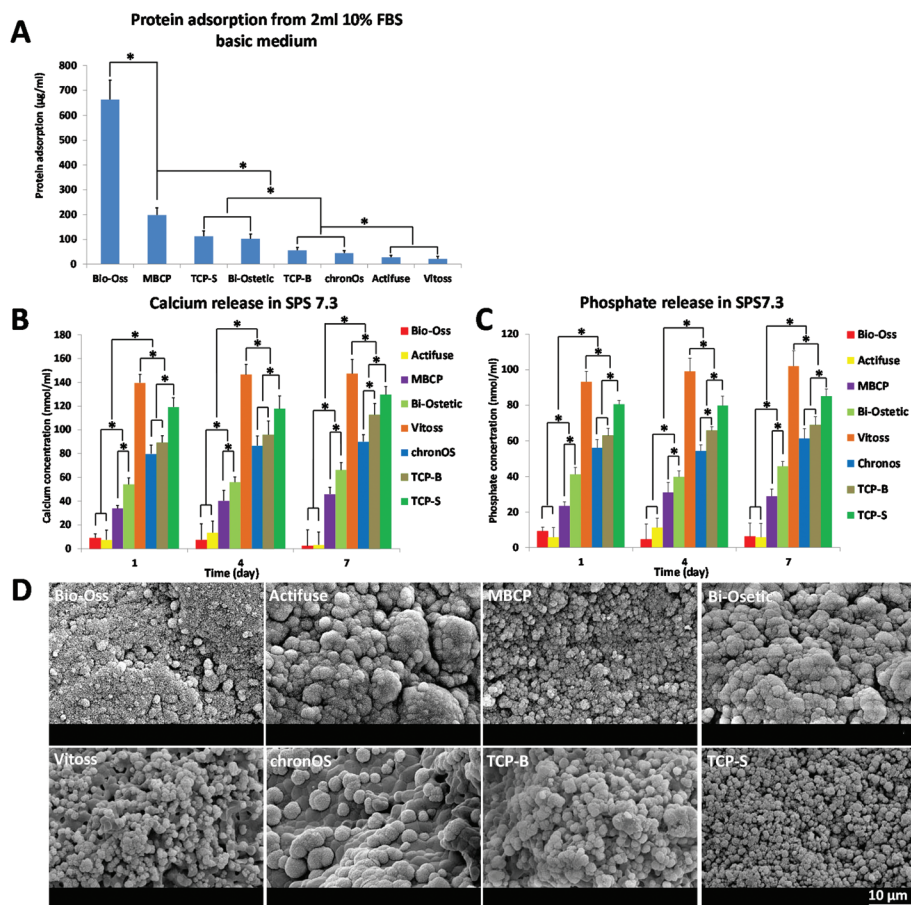 A
Protein adsorption from 2ml 10% FBS
basic medium
Protein adsorption (µg/ml)
800
700
600
500
400
300
200
100
0
*
*
*
*
Bio-Oss MBCP TCP-S Bi-Ostetic TCP-B chronOs Actifuse Vitoss
B
Calcium release in SPS 7.3
Calcium concentration (nmol/ml)
180
160
140
120
100
80
60
40
20
0
* * * * * *
* * * * * *
* * * * * *
1 4 7
Time (day)
Bio-Oss
Actifuse
MBCP
Bi-Ostetic
Vitoss
chronOS
TCP-B
TCP-S
C
Phosphate release in SPS7.3
Phosphate concertration (nmol/ml)
120
100
80
60
40
20
0
* * * * *
* * * * * *
* * * * *
1 4 7
Time (day)
Bio-Oss
Actifuse
MBCP
Bi-Ostetic
Vitoss
Chronos
TCP-B
TCP-S
D
Bio-Oss Actifuse MBCP Bi-Osetic
Vitoss chronOS TCP-B TCP-S
10 µm